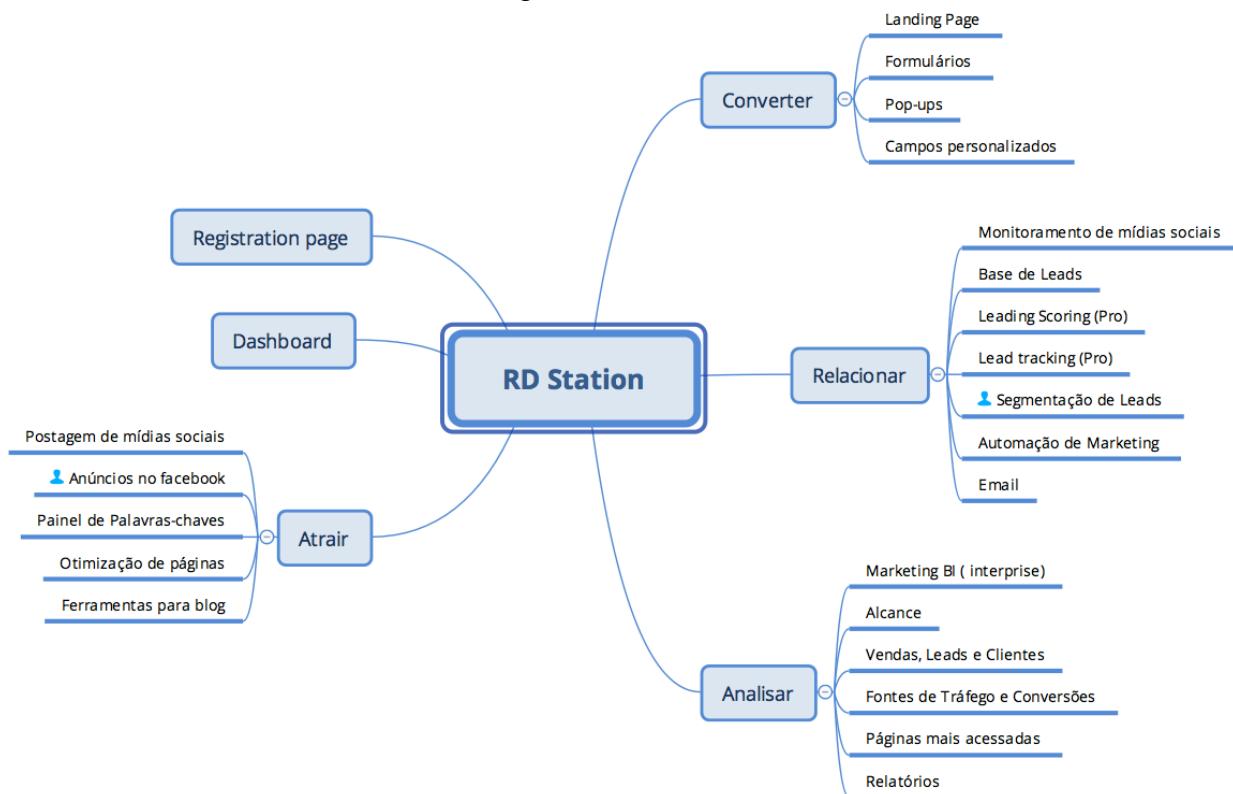 RD Station
Converter
Landing Page
Formulários
Pop-ups
Campos personalizados
Relacionar
Monitoramento de mídias sociais
Base de Leads
Leading Scoring (Pro)
Lead tracking (Pro)
Segmentação de Leads
Automação de Marketing
Email
Analisar
Marketing BI ( interprise)
Alcance
Vendas, Leads e Clientes
Fontes de Tráfego e Conversões
Páginas mais acessadas
Relatórios
Registration page
Dashboard
Atrair
Postagem de mídias sociais
Anúncios no facebook
Painel de Palavras-chaves
Otimização de páginas
Ferramentas para blog